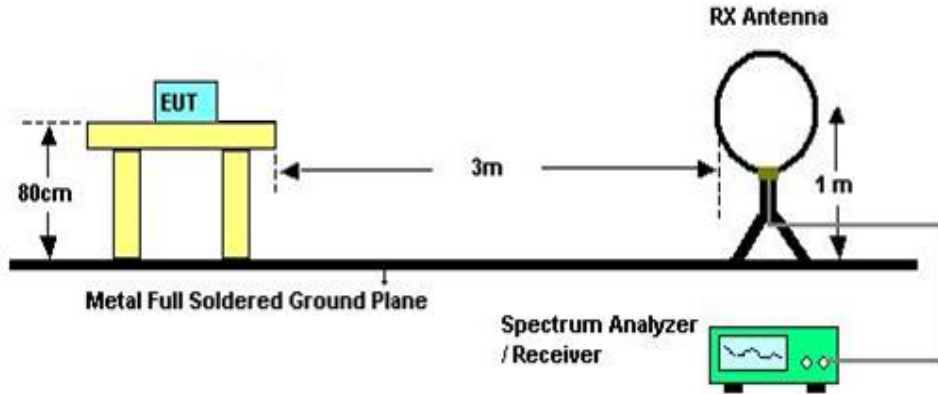 RX Antenna
EUT
80cm
3m
1 m
Metal Full Soldered Ground Plane
Spectrum Analyzer
/ Receiver